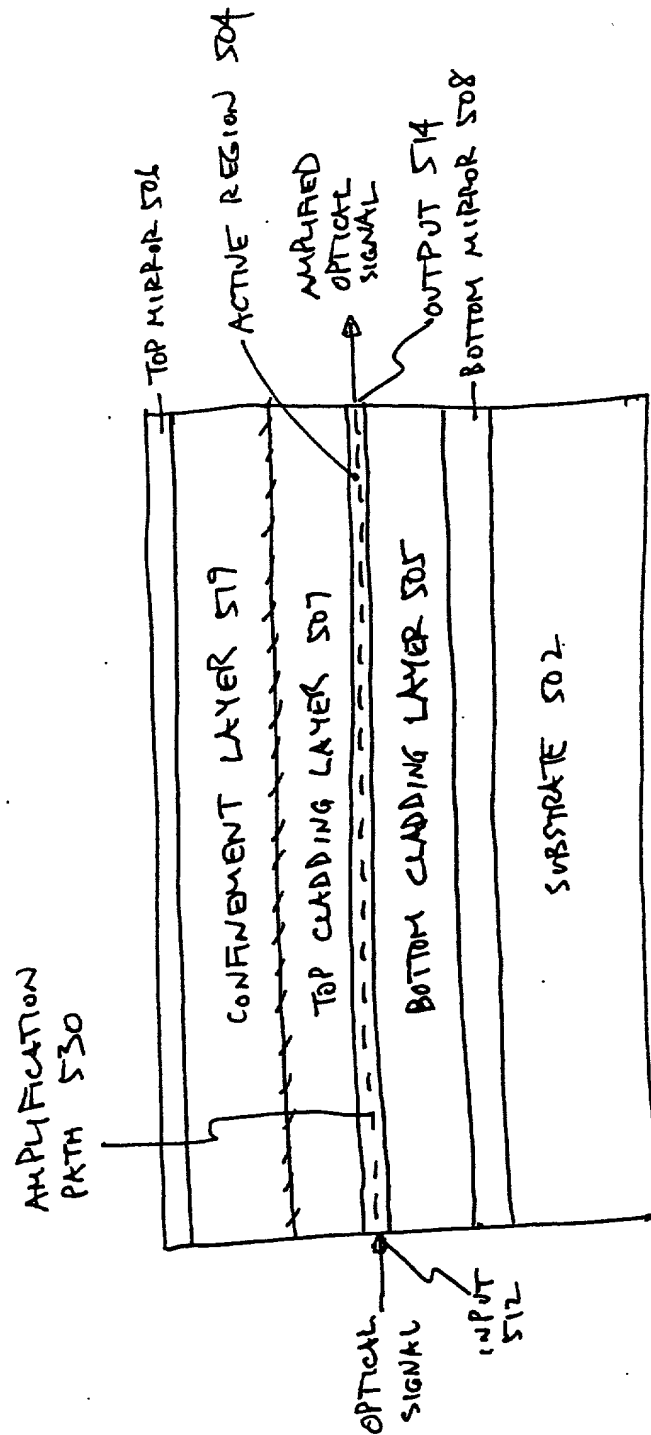 AMPLIFICATION
PATH 530
TOP MIRROR 506
ACTIVE REGION 504
CONFINEMENT LAYER 519
TOP CLADDING LAYER 507
AMPLIFIED
OPTICAL
SIGNAL
OPTICAL
SIGNAL
INPUT
512
OUTPUT 514
BOTTOM CLADDING LAYER 505
BOTTOM MIRROR 508
SUBSTRATE 502